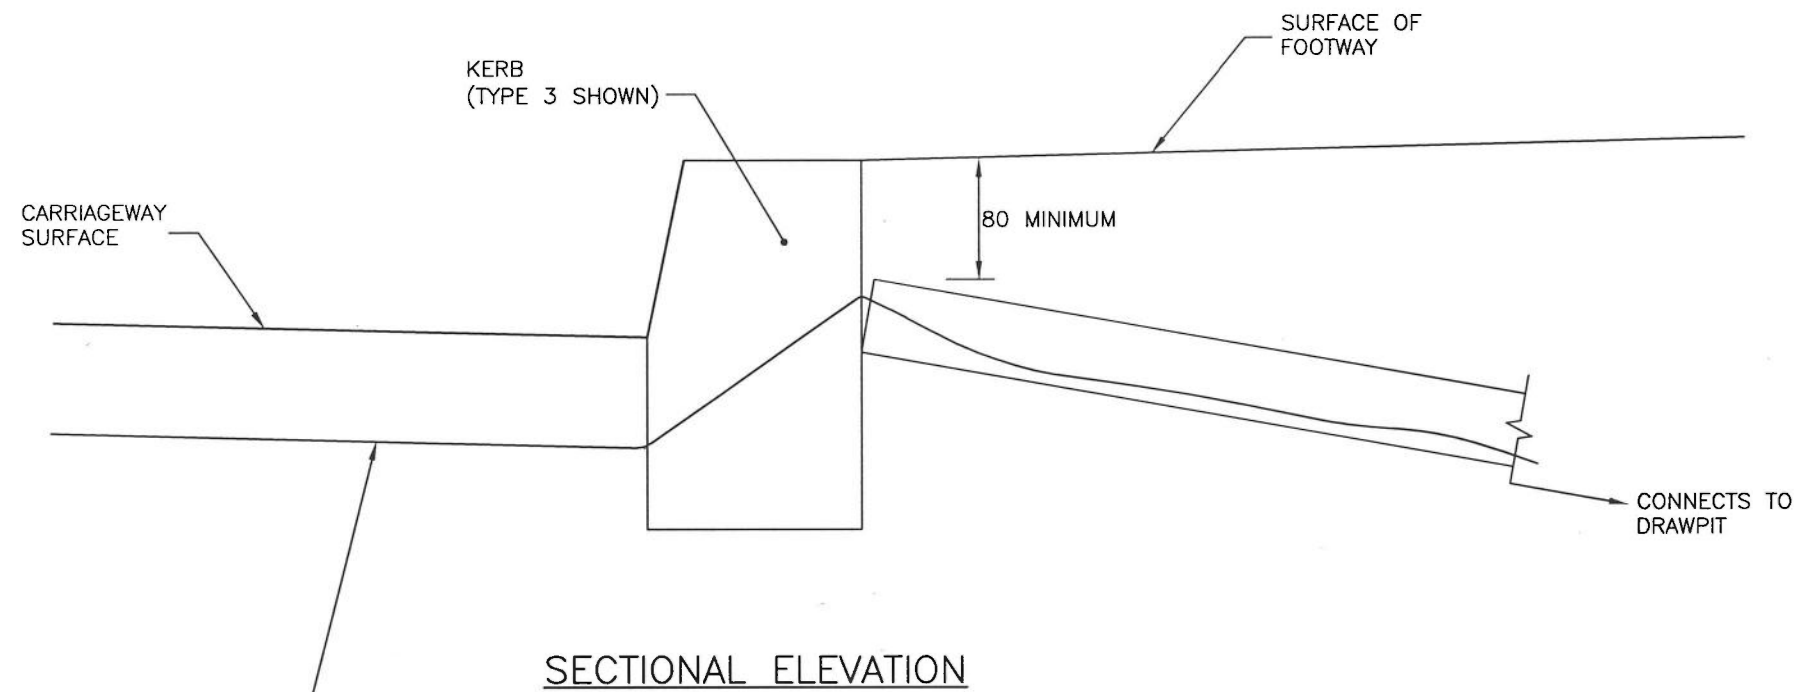 SURFACE OF
FOOTWAY
KERB
(TYPE 3 SHOWN)
CARRIAGEWAY
SURFACE
80 MINIMUM
CONNECTS TO
DRAWPIT
SECTIONAL ELEVATION